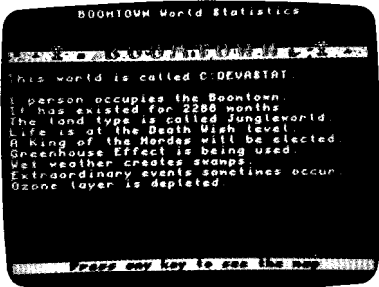 BOOMTOWN World Statistics
This world is called C:DEVASTAT.
1 person occupies the Boomtown.
It has existed for 2288 months
The land type is called Jungleworld.
Life is at the Death Wish level.
A King of the Hordes will be elected.
Greenhouse Effect is being used.
Wet weather creates swamps.
Extraordinary events sometimes occur.
Ozone layer is depleted.
Press any key to see the map